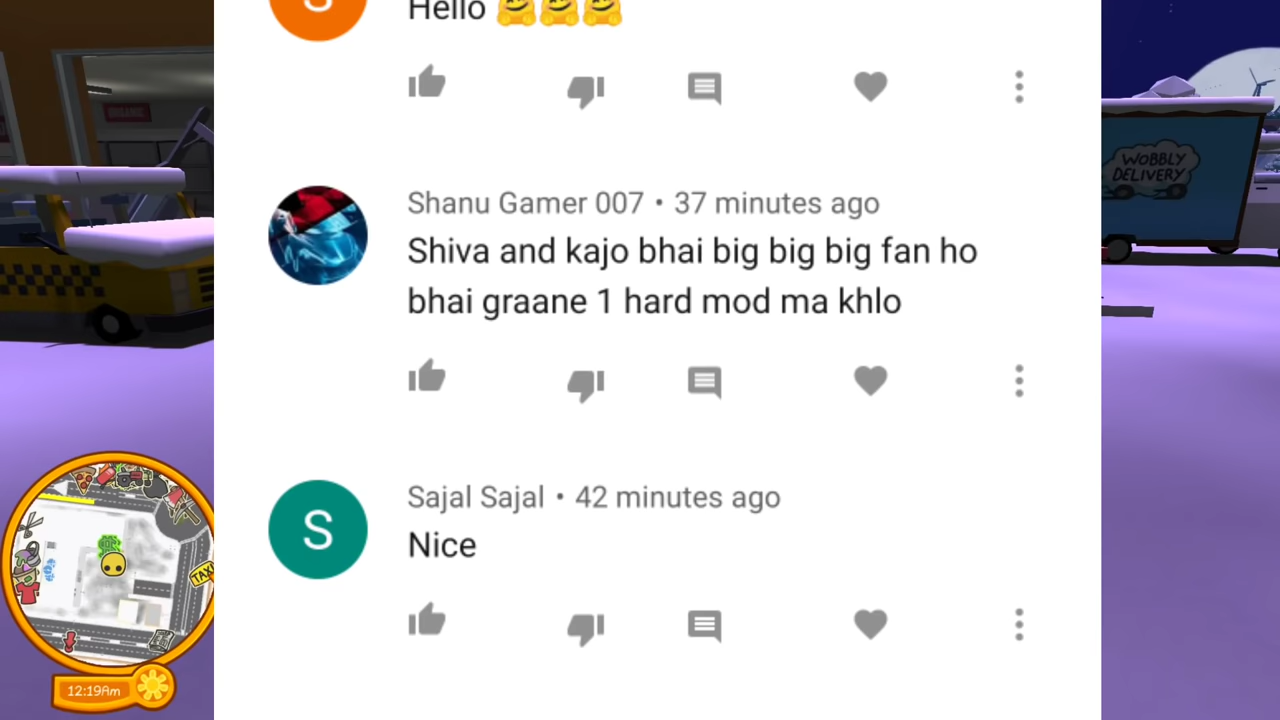 S
Hello 🤗🤗🤗
Shanu Gamer 007 • 37 minutes ago
Shiva and kajo bhai big big big fan ho
bhai graane 1 hard mod ma khlo
S
Sajal Sajal • 42 minutes ago
Nice
WOBBLY
DELIVERY
TAXI
12:19Am